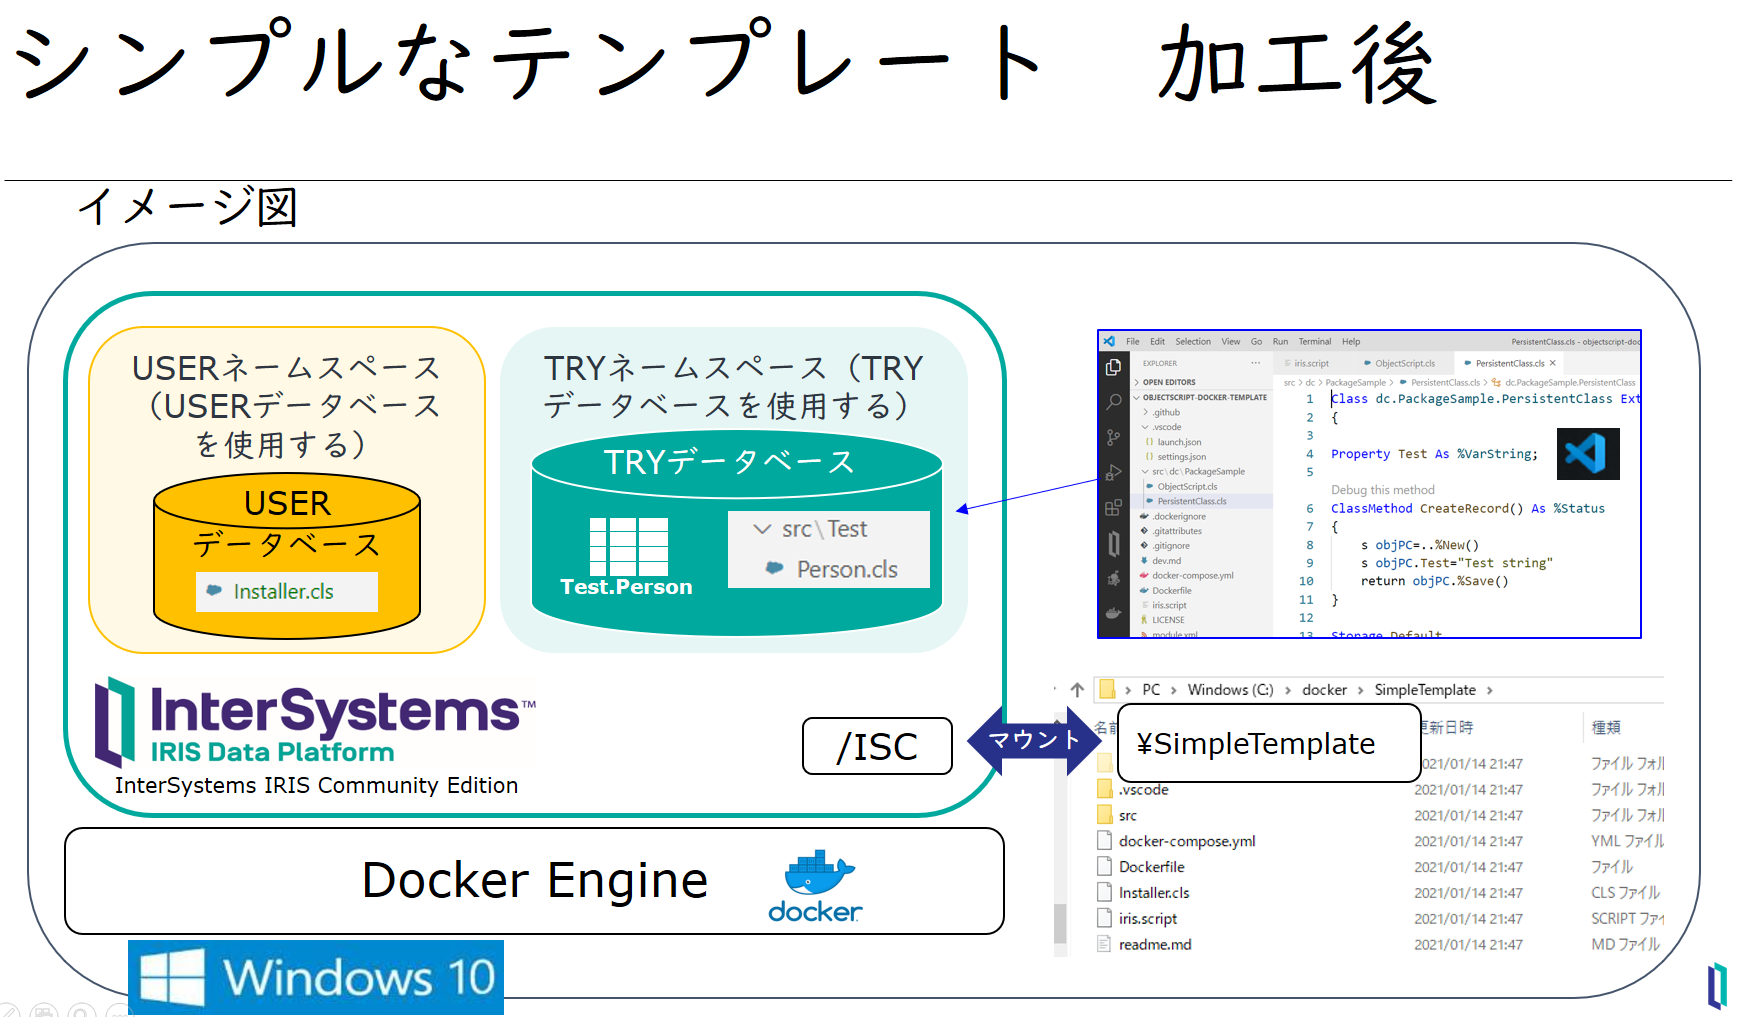 シンプルなテンプレート　加工後
イメージ図
USERネームスペース
（USERデータベース
を使用する）
USER
データベース
Installer.cls
TRYネームスペース（TRY
データベースを使用する）
TRYデータベース
Test.Person
src\Test
Person.cls
InterSystems™
IRIS Data Platform
InterSystems IRIS Community Edition
/ISC
マウント
¥SimpleTemplate
Docker Engine
docker
Windows 10
File Edit Selection View Go Run Terminal Help PersistentClass.cls - objectscript-doc
EXPLORER
OPEN EDITORS
OBJECTSCRIPT-DOCKER-TEMPLATE
.github
.vscode
launch.json
settings.json
src\dc\PackageSample
ObjectScript.cls
PersistentClass.cls
.dockerignore
.gitattributes
.gitignore
dev.md
docker-compose.yml
Dockerfile
iris.script
LICENSE
module.xml
iris.script ObjectScript.cls PersistentClass.cls
src > dc > PackageSample > PersistentClass.cls > dc.PackageSample.PersistentClass
1 Class dc.PackageSample.PersistentClass Ext
2 {
3
4 Property Test As %VarString;
5
Debug this method
6 ClassMethod CreateRecord() As %Status
7 {
8 s objPC=..%New()
9 s objPC.Test="Test string"
10 return objPC.%Save()
11 }
12
13 Storage Default
PC > Windows (C:) > docker > SimpleTemplate >
名前 更新日時 種類
2021/01/14 21:47 ファイル フォル
.vscode 2021/01/14 21:47 ファイル フォル
src 2021/01/14 21:47 ファイル フォル
docker-compose.yml 2021/01/14 21:47 YML ファイル
Dockerfile 2021/01/14 21:47 ファイル
Installer.cls 2021/01/14 21:47 CLS ファイル
iris.script 2021/01/14 21:47 SCRIPT ファイ
readme.md 2021/01/14 21:47 MD ファイル